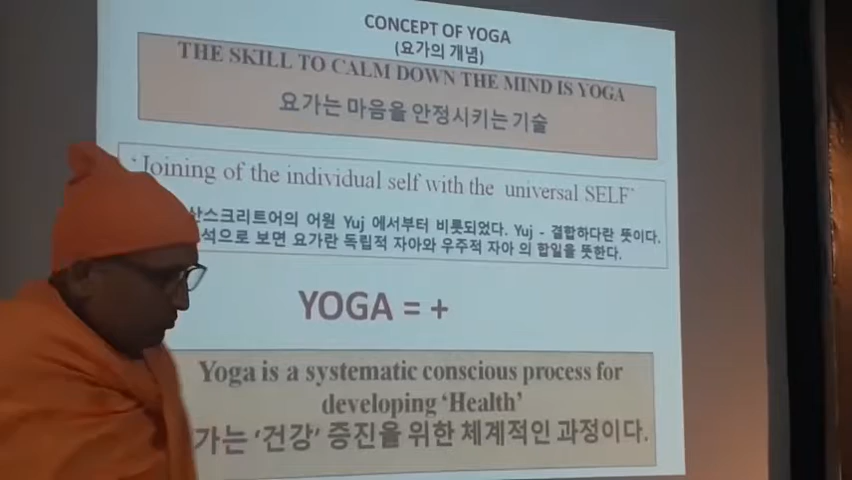 CONCEPT OF YOGA
(요가의 개념)
THE SKILL TO CALM DOWN THE MIND IS YOGA
요가는 마음을 안정시키는 기술
'Joining of the individual self with the universal SELF'
산스크리트어의 어원 Yuj 에서부터 비롯되었다. Yuj - 결합하다란 뜻이다.
석으로 보면 요가란 독립적 자아와 우주적 자아 의 합일을 뜻한다.
YOGA = +
Yoga is a systematic conscious process for
developing 'Health'
가는 '건강' 증진을 위한 체계적인 과정이다.